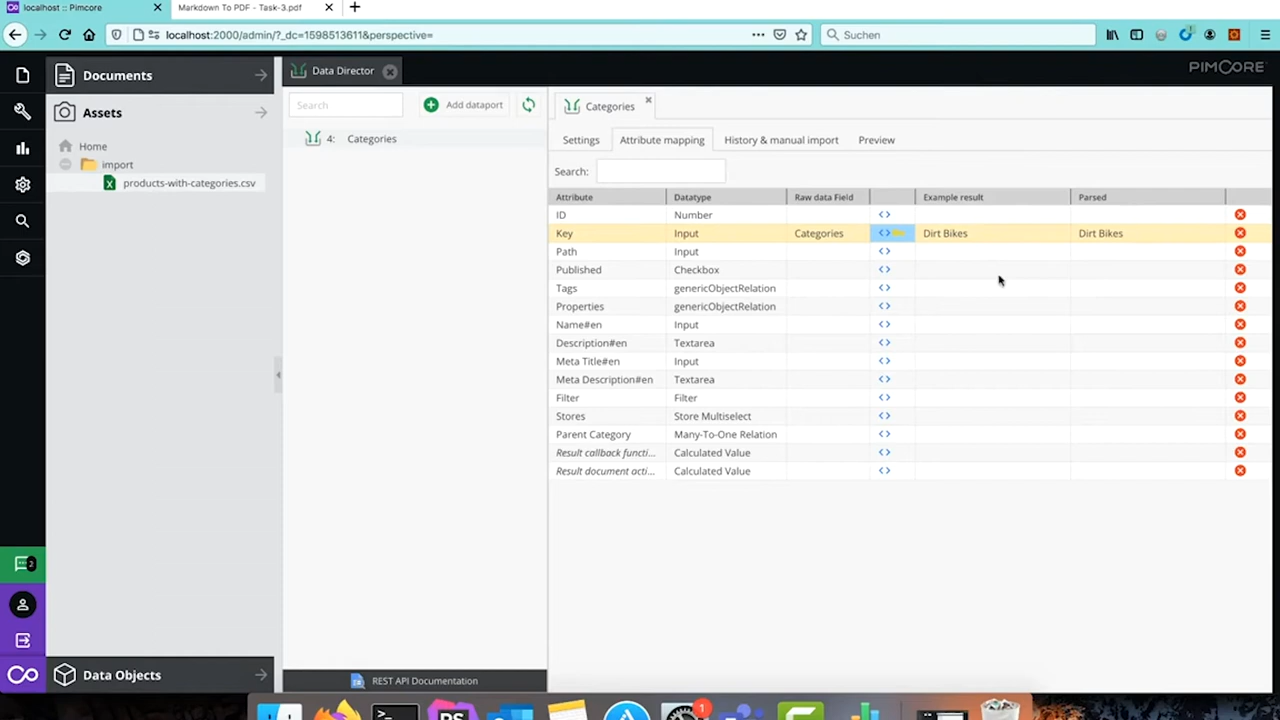 localhost :: Pimcore
Markdown To PDF - Task-3.pdf
localhost:2000/admin/?_dc=1598513611&perspective=
Suchen
Documents
Data Director
PIMCORE
Search
Add dataport
Categories
Assets
4: Categories
Settings
Attribute mapping
History & manual import
Preview
Home
import
products-with-categories.csv
Search:
Attribute Datatype Raw data Field Example result Parsed
ID Number
Key Input Categories Dirt Bikes Dirt Bikes
Path Input
Published Checkbox
Tags genericObjectRelation
Properties genericObjectRelation
Name#en Input
Description#en Textarea
Meta Title#en Input
Meta Description#en Textarea
Filter Filter
Stores Store Multiselect
Parent Category Many-To-One Relation
Result callback functi... Calculated Value
Result document acti... Calculated Value
2
Data Objects
REST API Documentation
PS
1